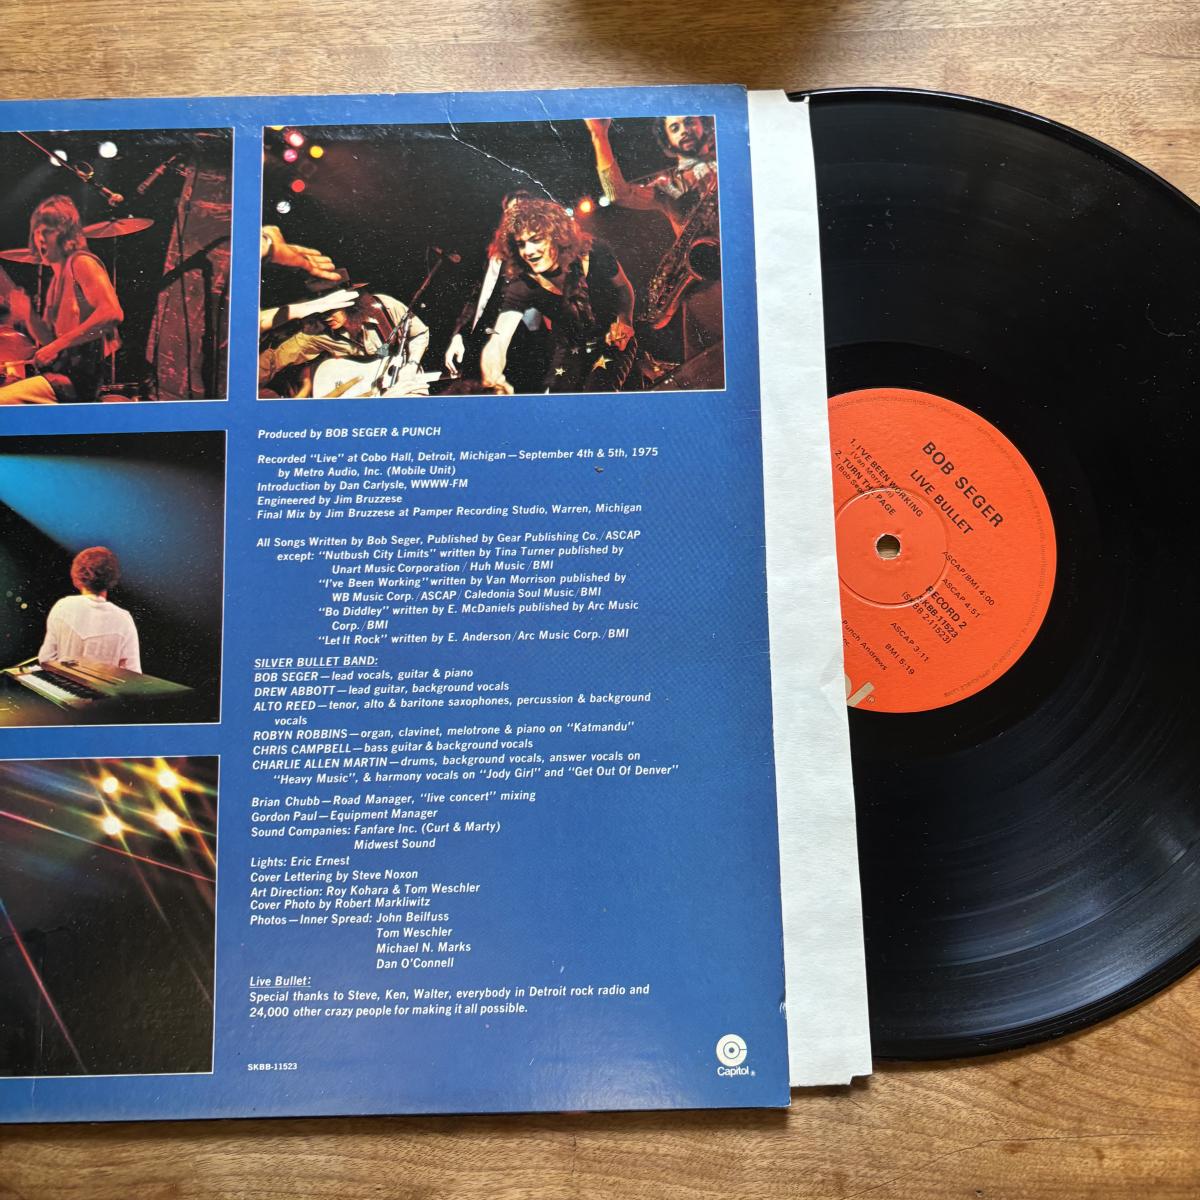 Produced by BOB SEGER & PUNCH
Recorded "Live" at Cobo Hall, Detroit, Michigan—September 4th & 5th, 1975
by Metro Audio, Inc. (Mobile Unit)
Introduction by Dan Carlysle, WWWW-FM
Engineered by Jim Bruzzese
Final Mix by Jim Bruzzese at Pamper Recording Studio, Warren, Michigan
All Songs Written by Bob Seger, Published by Gear Publishing Co./ASCAP
except: "Nutbush City Limits" written by Tina Turner published by
Unart Music Corporation/Huh Music/BMI
"I've Been Working" written by Van Morrison published by
WB Music Corp./ASCAP/Caledonia Soul Music/BMI
"Bo Diddley" written by E. McDaniels published by Arc Music
Corp./BMI
"Let It Rock" written by E. Anderson/Arc Music Corp./BMI
SILVER BULLET BAND:
BOB SEGER—lead vocals, guitar & piano
DREW ABBOTT—lead guitar, background vocals
ALTO REED—tenor, alto & baritone saxophones, percussion & background
vocals
ROBYN ROBBINS—organ, clavinet, melotrone & piano on "Katmandu"
CHRIS CAMPBELL—bass guitar & background vocals
CHARLIE ALLEN MARTIN—drums, background vocals, answer vocals on
"Heavy Music", & harmony vocals on "Jody Girl" and "Get Out Of Denver"
Brian Chubb—Road Manager, "live concert" mixing
Gordon Paul—Equipment Manager
Sound Companies: Fanfare Inc. (Curt & Marty)
Midwest Sound
Lights: Eric Ernest
Cover Lettering by Steve Noxon
Art Direction: Roy Kohara & Tom Weschler
Cover Photo by Robert Markliwitz
Photos—Inner Spread: John Beilfuss
Tom Weschler
Michael N. Marks
Dan O'Connell
Live Bullet:
Special thanks to Steve, Ken, Walter, everybody in Detroit rock radio and
24,000 other crazy people for making it all possible.
SKBB-11523
Capitol®
BOB SEGER
LIVE BULLET
1. I'VE BEEN WORKING
(Van Morrison)
2. TURN THE PAGE
(Bob Seger)
ASCAP/BMI 4:00
ASCAP 4:51
RECORD 2
SKBB-11523
(SKBB 2-11523)
ASCAP 3:11
BMI 5:19
Punch Andrews
Inc.
®